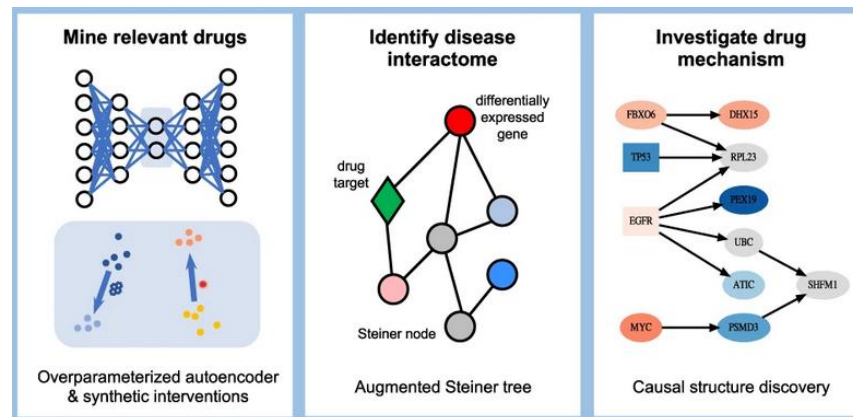 Mine relevant drugs
Overparameterized autoencoder
& synthetic interventions
Identify disease
interactome
differentially
expressed
gene
drug
target
Steiner node
Augmented Steiner tree
Investigate drug
mechanism
FBXO6
DHX15
TP53
RPL23
PEX19
EGFR
UBC
ATIC
SHFM1
MYC
PSMD3
Causal structure discovery